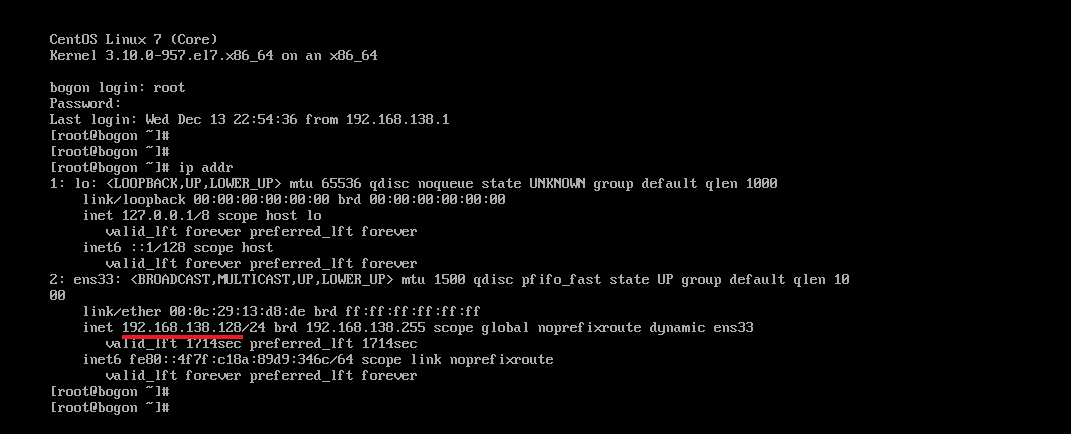 CentOS Linux 7 (Core)
Kernel 3.10.0-957.el7.x86_64 on an x86_64
bogon login: root
Password:
Last login: Wed Dec 13 22:54:36 from 192.168.138.1
[root@bogon ~]#
[root@bogon ~]#
[root@bogon ~]# ip addr
1: lo: <LOOPBACK,UP,LOWER_UP> mtu 65536 qdisc noqueue state UNKNOWN group default qlen 1000
    link/loopback 00:00:00:00:00:00 brd 00:00:00:00:00:00
    inet 127.0.0.1/8 scope host lo
       valid_lft forever preferred_lft forever
    inet6 ::1/128 scope host
       valid_lft forever preferred_lft forever
2: ens33: <BROADCAST,MULTICAST,UP,LOWER_UP> mtu 1500 qdisc pfifo_fast state UP group default qlen 10
00
    link/ether 00:0c:29:13:d8:de brd ff:ff:ff:ff:ff:ff
    inet 192.168.138.128/24 brd 192.168.138.255 scope global noprefixroute dynamic ens33
       valid_lft 1714sec preferred_lft 1714sec
    inet6 fe80::4f7f:c18a:89d9:346c/64 scope link noprefixroute
       valid_lft forever preferred_lft forever
[root@bogon ~]#
[root@bogon ~]#